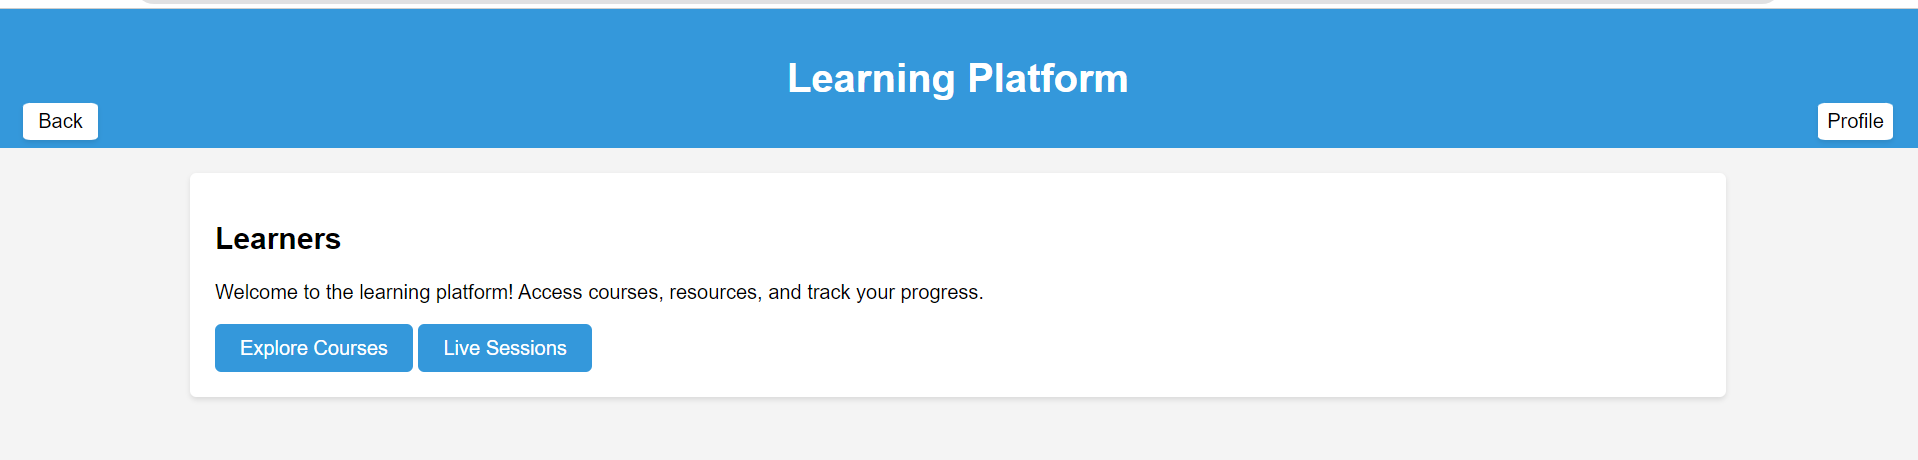 Learning Platform
Back
Profile
Learners
Welcome to the learning platform! Access courses, resources, and track your progress.
Explore Courses
Live Sessions